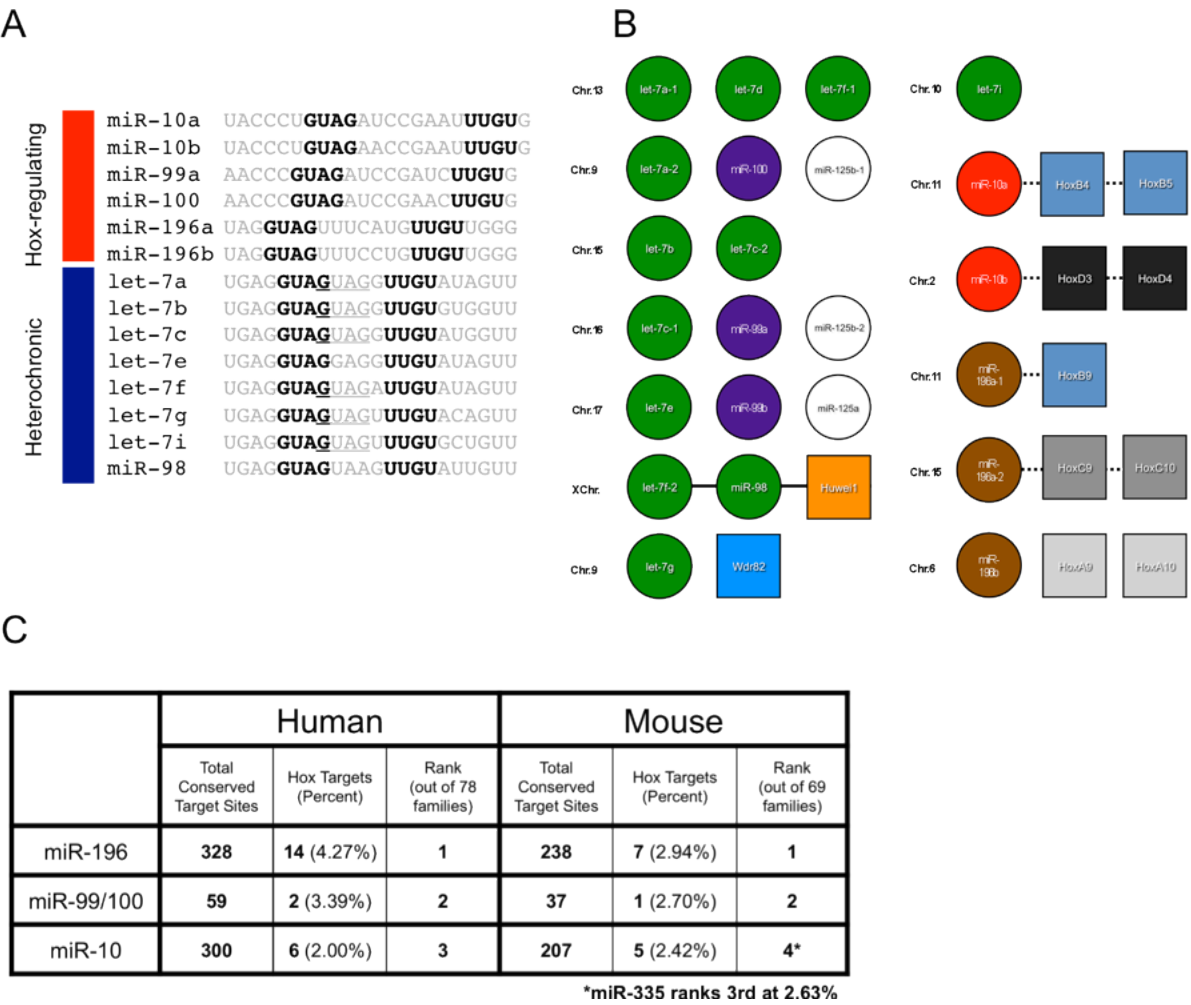 A
Hox-regulating
Heterochronic
miR-10a UACCCUGUAGAUCCGAAUUUGUG
miR-10b UACCCUGUAGAACCGAAUUUGUG
miR-99a AACCCGUAGAUCCGAUCUUGUG
miR-100 AACCCGUAGAUCCGAACUUGUG
miR-196a UAGGUAGUUUCAUGUUGUUGGG
miR-196b UAGGUAGUUUCCUGUUGUUGGG
let-7a UGAGGUAGUAGGUUGUAUAGUU
let-7b UGAGGUAGUAGGUUGUGUGGUU
let-7c UGAGGUAGUAGGUUGUAUGGUU
let-7e UGAGGUAGGAGGUUGUAUAGUU
let-7f UGAGGUAGUAGAUUGUAUAGUU
let-7g UGAGGUAGUAGUUUGUACAGUU
let-7i UGAGGUAGUAGUUUGUGCUGUU
miR-98 UGAGGUAGUAAGUUGUAUUGUU
B
Chr.13 let-7a-1 let-7d let-7f-1
Chr.9 let-7a-2 miR-100 miR-125b-1
Chr.15 let-7b let-7c-2
Chr.16 let-7c-1 miR-99a miR-125b-2
Chr.17 let-7e miR-99b miR-125a
XChr. let-7f-2 miR-98 Huwei1
Chr.9 let-7g Wdr82
Chr.10 let-7i
Chr.11 miR-10a HoxB4 HoxB5
Chr.2 miR-10b HoxD3 HoxD4
Chr.11 miR-
196a-1 HoxB9
Chr.15 miR-
196a-2 HoxC9 HoxC10
Chr.6 miR-
196b HoxA9 HoxA10
C
Human Mouse
Total
Conserved
Target Sites
Hox Targets
(Percent)
Rank
(out of 78
families)
Total
Conserved
Target Sites
Hox Targets
(Percent)
Rank
(out of 69
families)
miR-196 328 14 (4.27%) 1 238 7 (2.94%) 1
miR-99/100 59 2 (3.39%) 2 37 1 (2.70%) 2
miR-10 300 6 (2.00%) 3 207 5 (2.42%) 4*
*miR-335 ranks 3rd at 2.63%